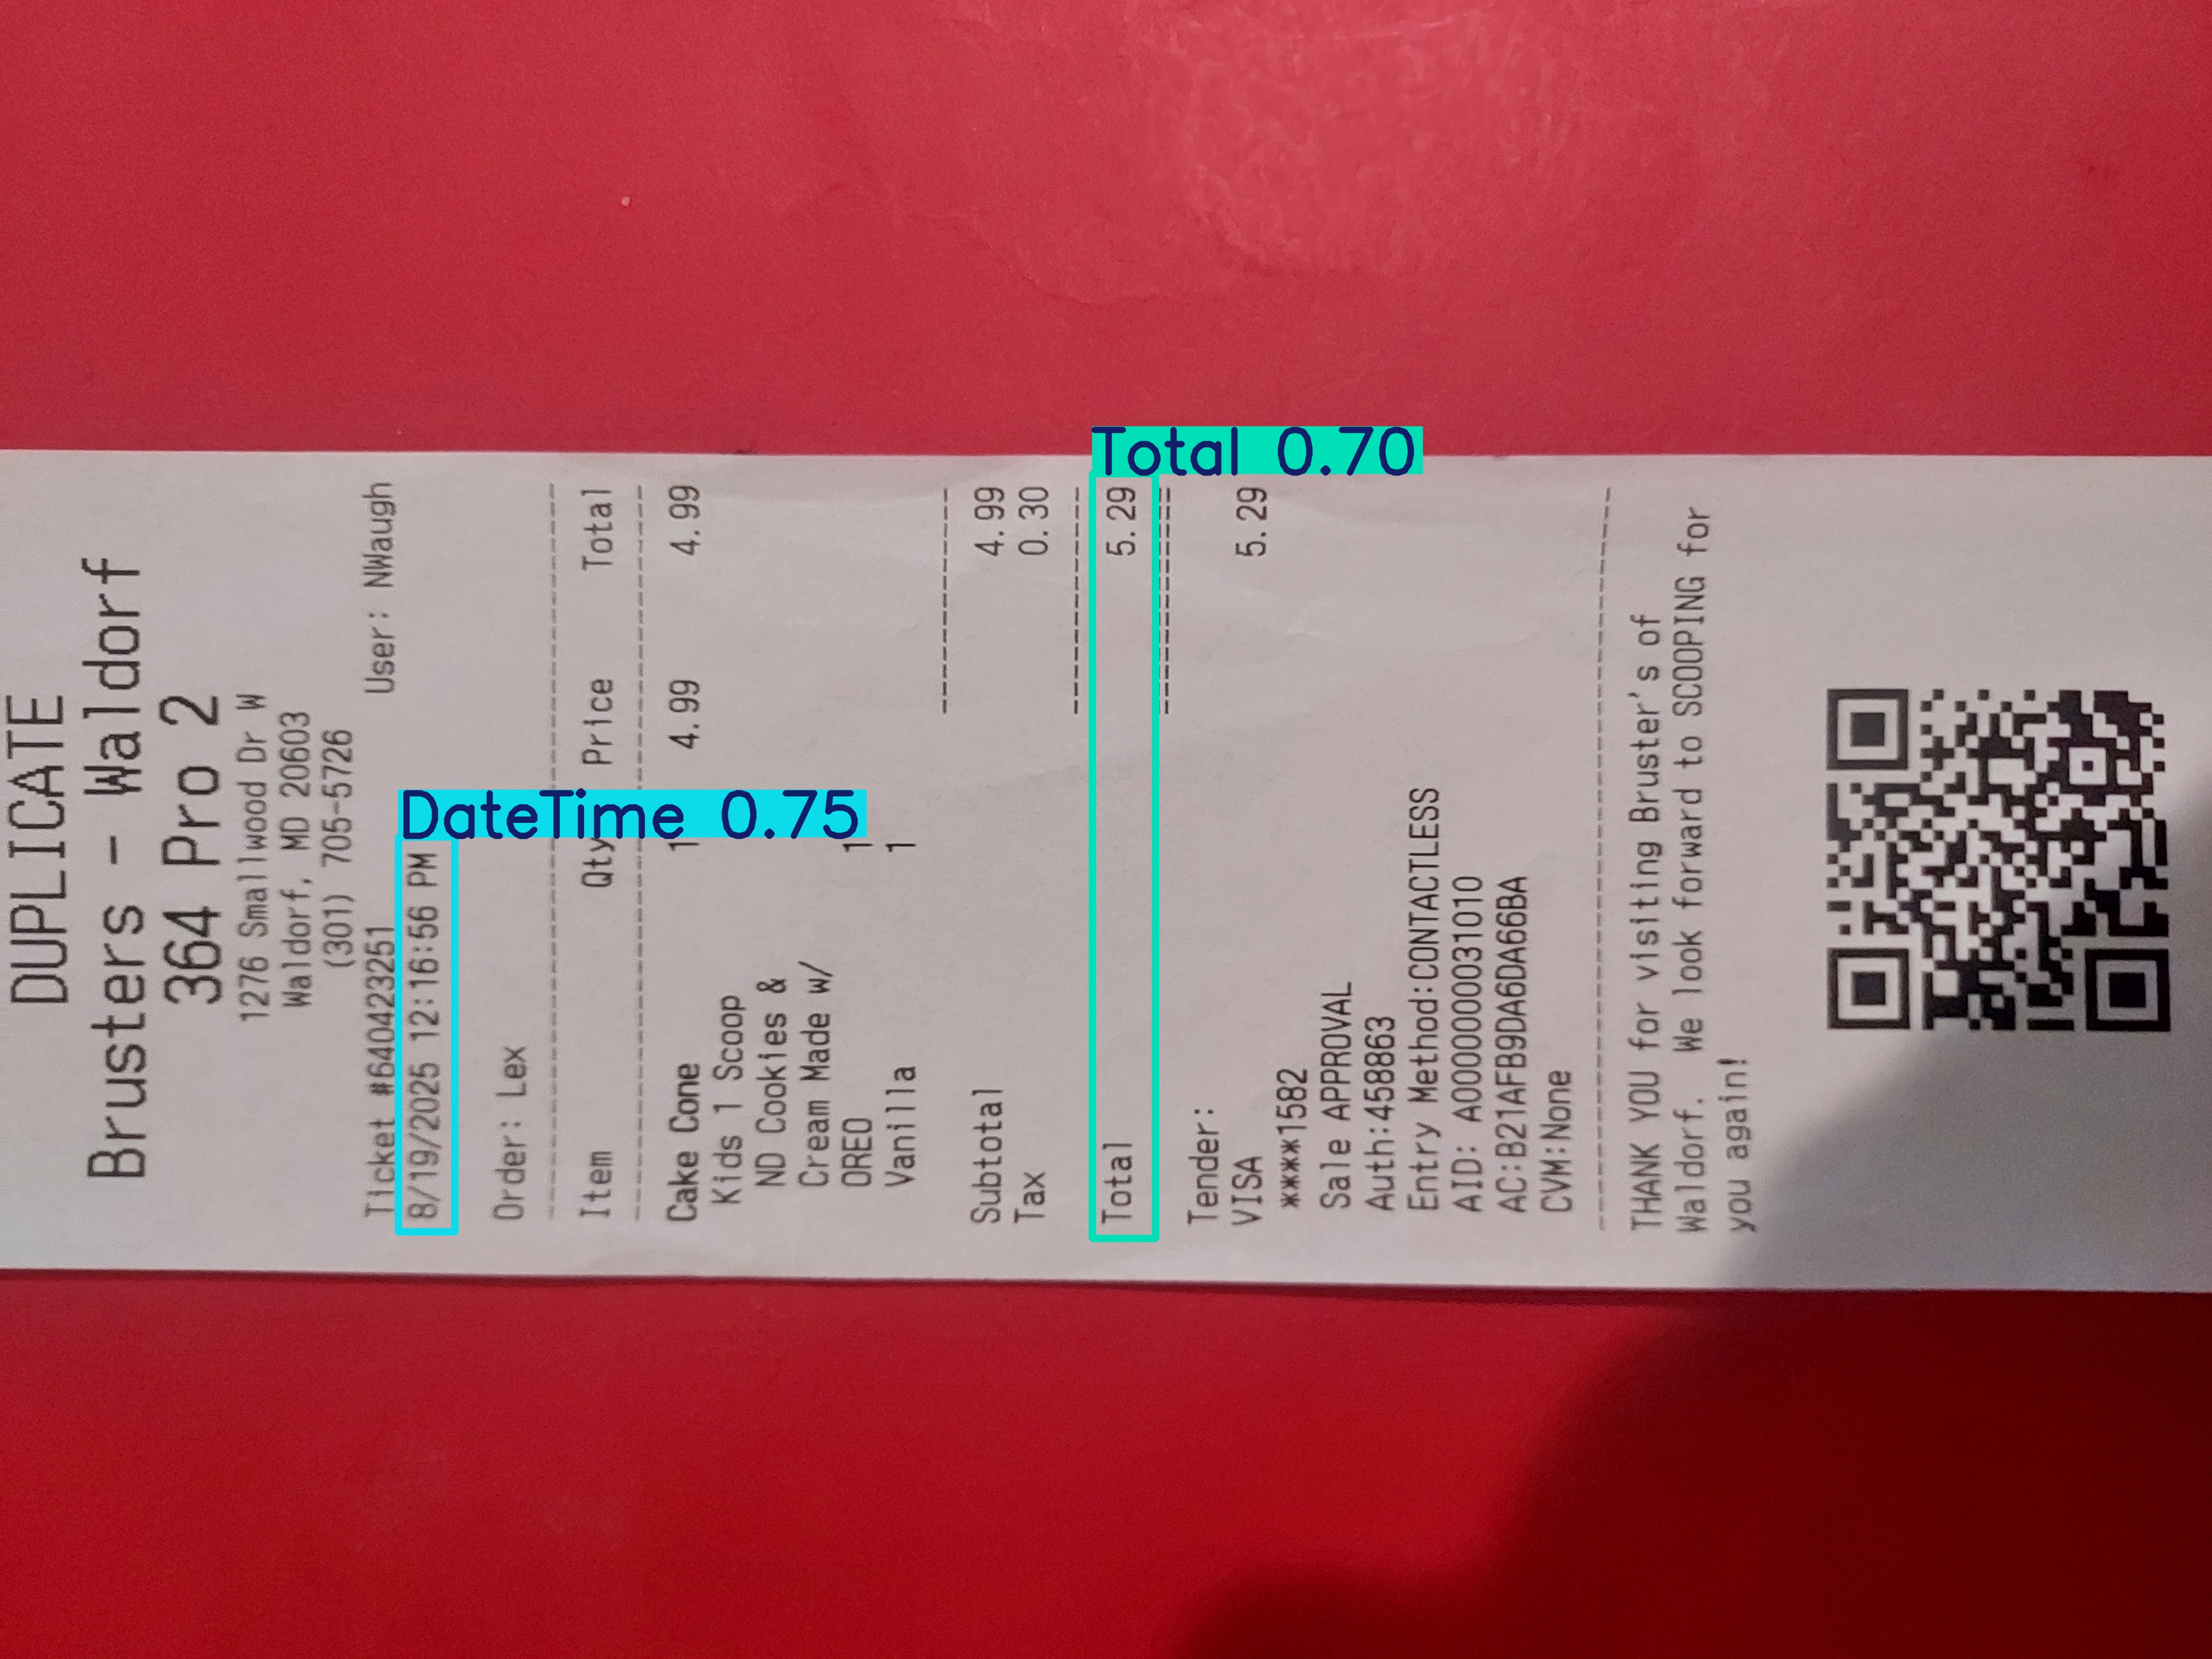 DUPLICATE
Brusters - Waldorf
364 Pro 2
1276 Smallwood Dr W
Waldorf, MD 20603
(301) 705-5726
Ticket #640423251 User: NWaugh
8/19/2025 12:16:56 PM
DateTime 0.75
Order: Lex
Item Qty Price Total
Cake Cone 1 4.99 4.99
Kids 1 Scoop
ND Cookies & 1
Cream Made w/
OREO
Vanilla 1
Subtotal 4.99
Tax 0.30
Total 0.70
Total 5.29
Tender:
VISA 5.29
****1582
Sale APPROVAL
Auth:458863
Entry Method:CONTACTLESS
AID: A0000000031010
AC:B21AFB9DA6DA66BA
CVM:None
THANK YOU for visiting Bruster's of
Waldorf. We look forward to SCOOPING for
you again!